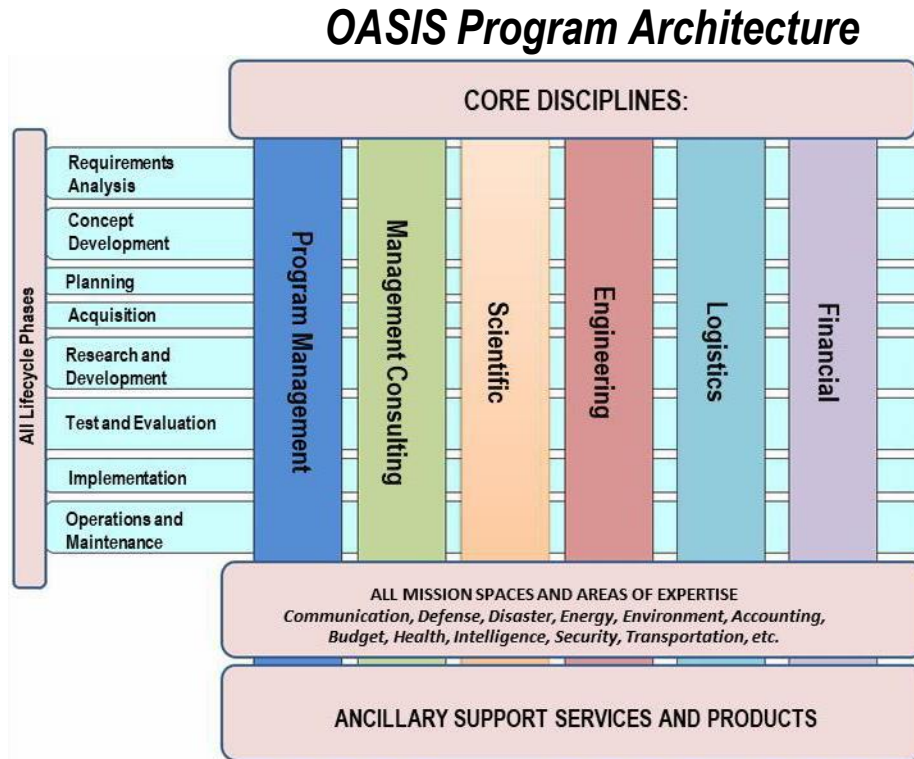 OASIS Program Architecture
CORE DISCIPLINES:
All Lifecycle Phases
Requirements
Analysis
Concept
Development
Planning
Acquisition
Research and
Development
Test and Evaluation
Implementation
Operations and
Maintenance
Program Management
Management Consulting
Scientific
Engineering
Logistics
Financial
ALL MISSION SPACES AND AREAS OF EXPERTISE
Communication, Defense, Disaster, Energy, Environment, Accounting,
Budget, Health, Intelligence, Security, Transportation, etc.
ANCILLARY SUPPORT SERVICES AND PRODUCTS